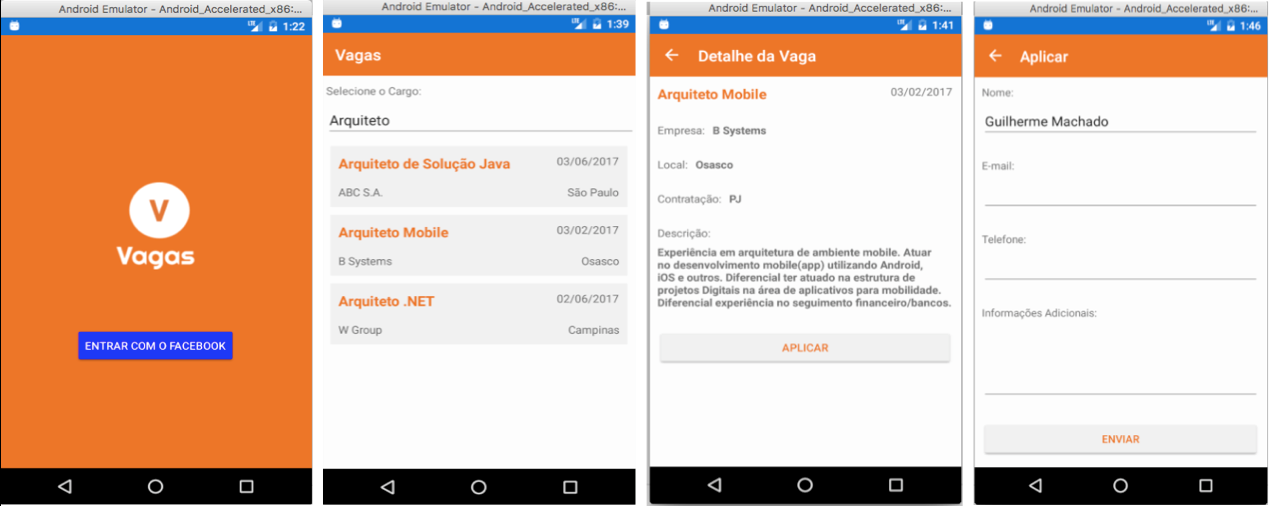 Android Emulator - Android_Accelerated_x86:...
LTE 1:22
V
Vagas
ENTRAR COM O FACEBOOK
Android Emulator - Android_Accelerated_x86:...
LTE 1:39
Vagas
Selecione o Cargo:
Arquiteto
Arquiteto de Solução Java 03/06/2017
ABC S.A. São Paulo
Arquiteto Mobile 03/02/2017
B Systems Osasco
Arquiteto .NET 02/06/2017
W Group Campinas
Android Emulator - Android_Accelerated_x86:...
LTE 1:41
Detalhe da Vaga
Arquiteto Mobile 03/02/2017
Empresa: B Systems
Local: Osasco
Contratação: PJ
Descrição:
Experiência em arquitetura de ambiente mobile. Atuar
no desenvolvimento mobile(app) utilizando Android,
iOS e outros. Diferencial ter atuado na estrutura de
projetos Digitais na área de aplicativos para mobilidade.
Diferencial experiência no seguimento financeiro/bancos.
APLICAR
Android Emulator - Android_Accelerated_x86:...
LTE 1:46
Aplicar
Nome:
Guilherme Machado
E-mail:
Telefone:
Informações Adicionais:
ENVIAR